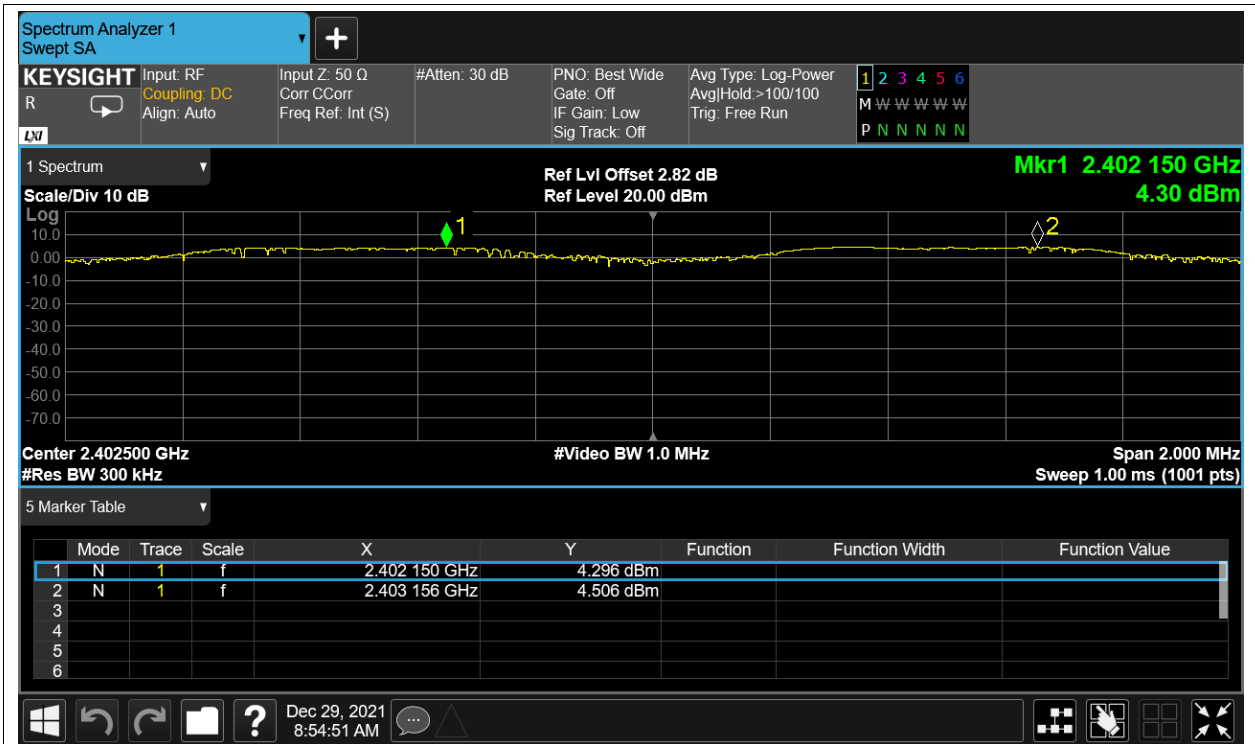 Spectrum Analyzer 1
Swept SA
KEYSIGHT Input: RF Input Z: 50 Ω #Atten: 30 dB PNO: Best Wide Avg Type: Log-Power 1 2 3 4 5 6
R Coupling: DC Corr CCorr Gate: Off Avg|Hold:>100/100 M W W W W W
Align: Auto Freq Ref: Int (S) IF Gain: Low Trig: Free Run
LXI Sig Track: Off P N N N N N
1 Spectrum Ref Lvl Offset 2.82 dB Mkr1 2.402 150 GHz
Scale/Div 10 dB Ref Level 20.00 dBm 4.30 dBm
Log
1 2
10.0
0.00
-10.0
-20.0
-30.0
-40.0
-50.0
-60.0
-70.0
Center 2.402500 GHz #Video BW 1.0 MHz Span 2.000 MHz
#Res BW 300 kHz Sweep 1.00 ms (1001 pts)
5 Marker Table
Mode Trace Scale X Y Function Function Width Function Value
1 N 1 f 2.402 150 GHz 4.296 dBm
2 N 1 f 2.403 156 GHz 4.506 dBm
3
4
5
6
? Dec 29, 2021
8:54:51 AM